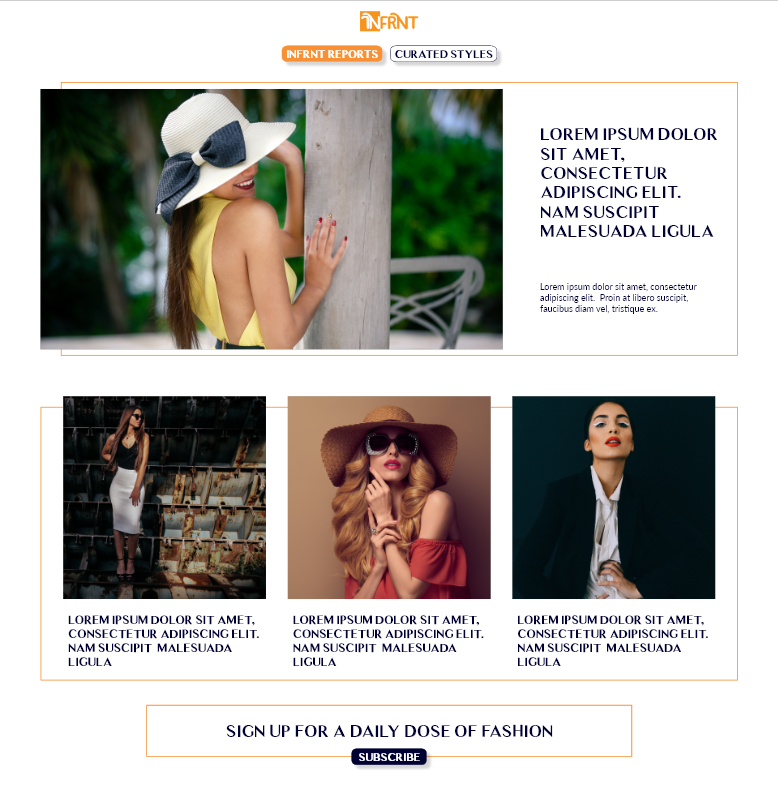 INFRNT
INFRNT REPORTS
CURATED STYLES
LOREM IPSUM DOLOR
SIT AMET,
CONSECTETUR
ADIPISCING ELIT.
NAM SUSCIPIT
MALESUADA LIGULA
Lorem ipsum dolor sit amet, consectetur
adipiscing elit. Proin at libero suscipit,
faucibus diam vel, tristique ex.
LOREM IPSUM DOLOR SIT AMET,
CONSECTETUR ADIPISCING ELIT.
NAM SUSCIPIT MALESUADA
LIGULA
LOREM IPSUM DOLOR SIT AMET,
CONSECTETUR ADIPISCING ELIT.
NAM SUSCIPIT MALESUADA
LIGULA
LOREM IPSUM DOLOR SIT AMET,
CONSECTETUR ADIPISCING ELIT.
NAM SUSCIPIT MALESUADA
LIGULA
SIGN UP FOR A DAILY DOSE OF FASHION
SUBSCRIBE